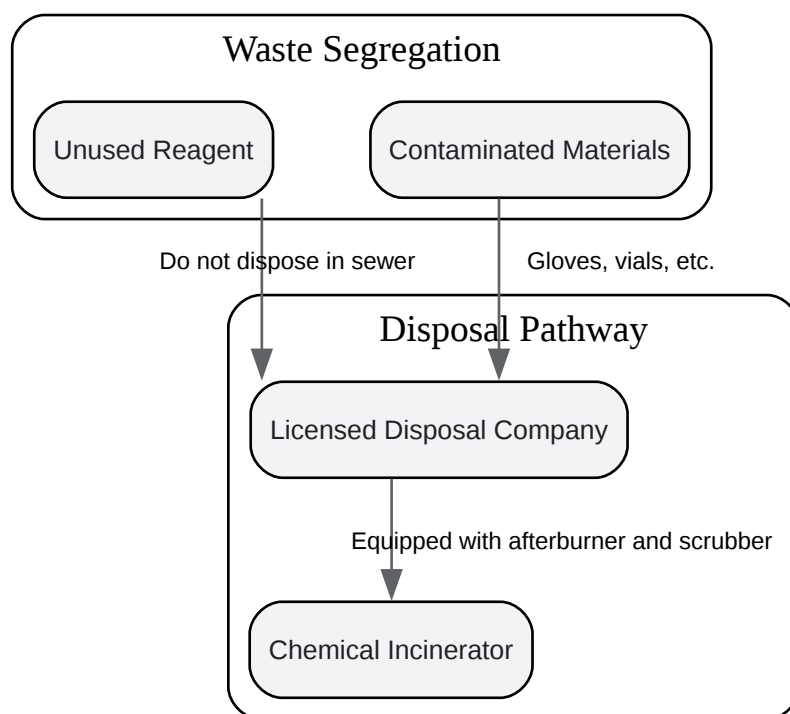 Waste Segregation
Unused Reagent
Contaminated Materials
Do not dispose in sewer
Gloves, vials, etc.
Disposal Pathway
Licensed Disposal Company
Equipped with afterburner and scrubber
Chemical Incinerator